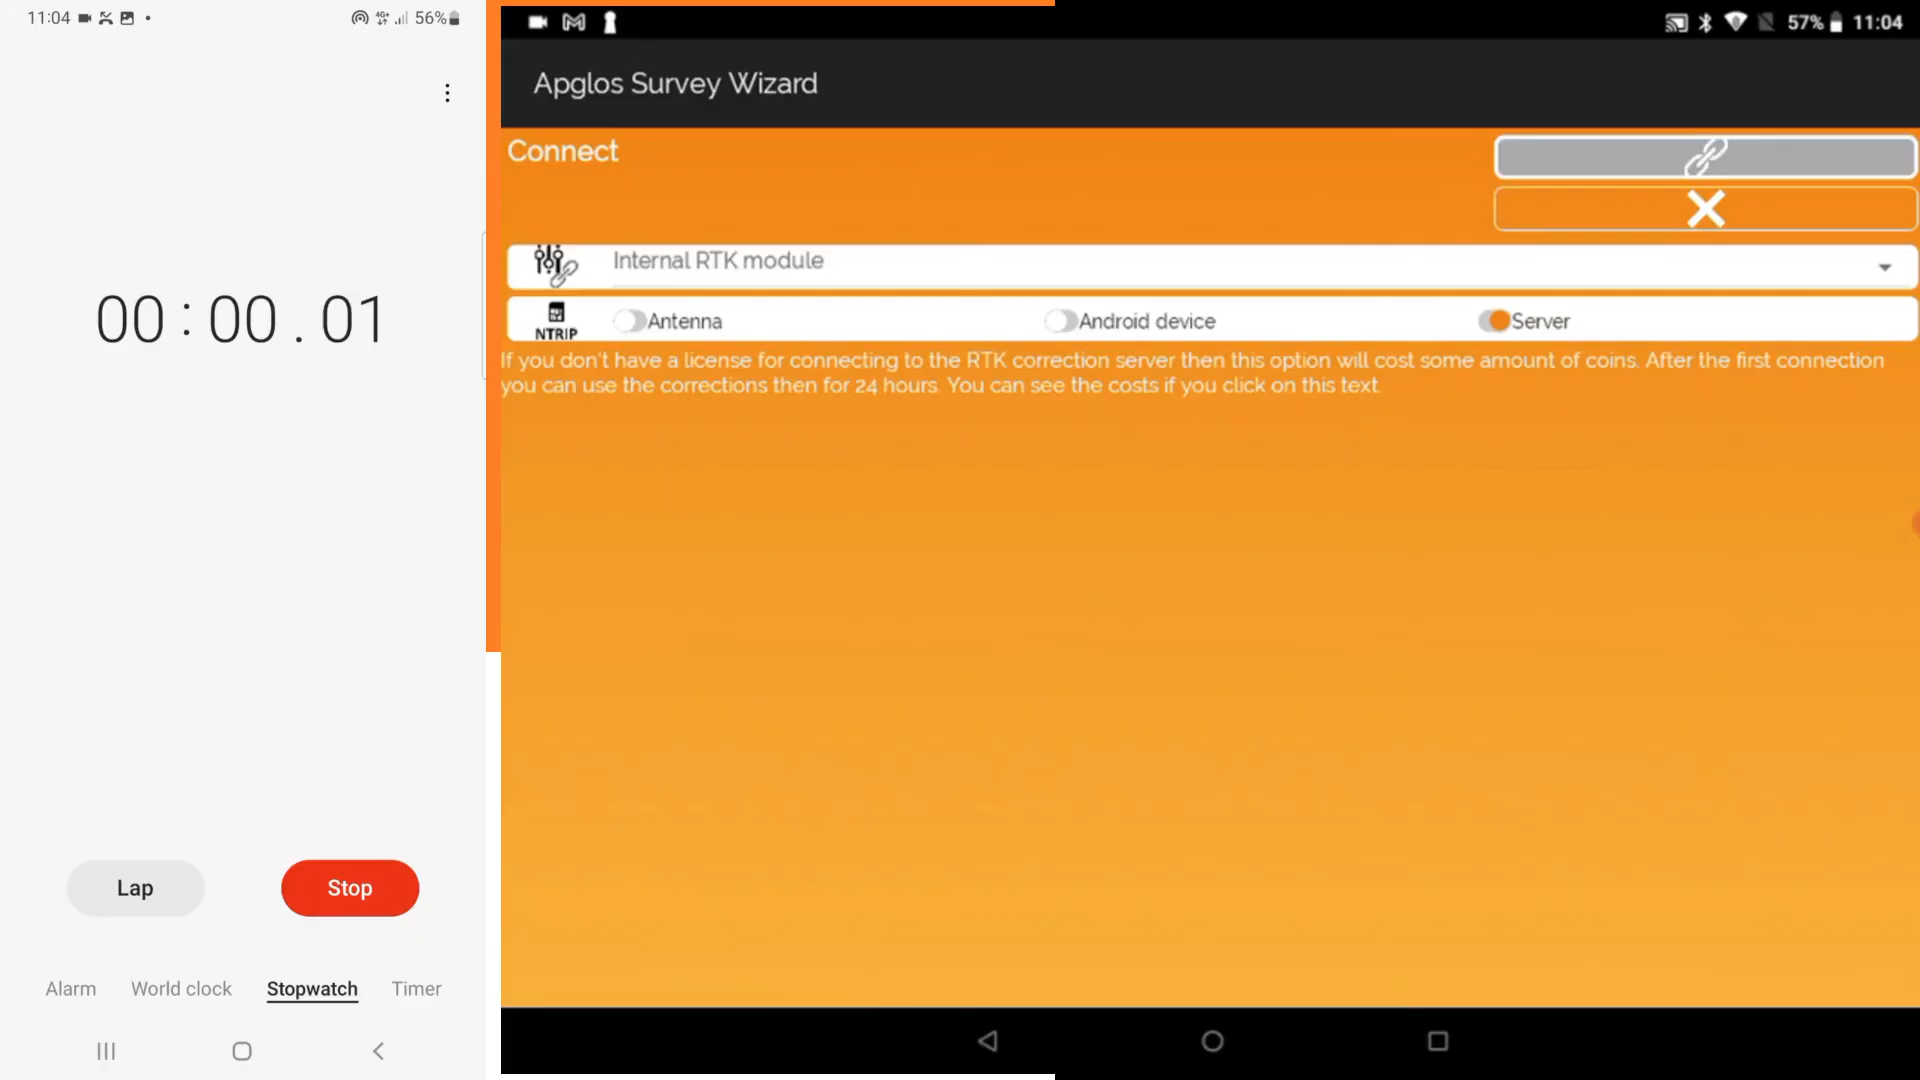 11:04
56%
00:00.01
Lap
Stop
Alarm World clock Stopwatch Timer
57% 11:04
Apglos Survey Wizard
Connect
Internal RTK module
NTRIP
Antenna
Android device
Server
If you don't have a license for connecting to the RTK correction server then this option will cost some amount of coins. After the first connection
you can use the corrections then for 24 hours. You can see the costs if you click on this text.